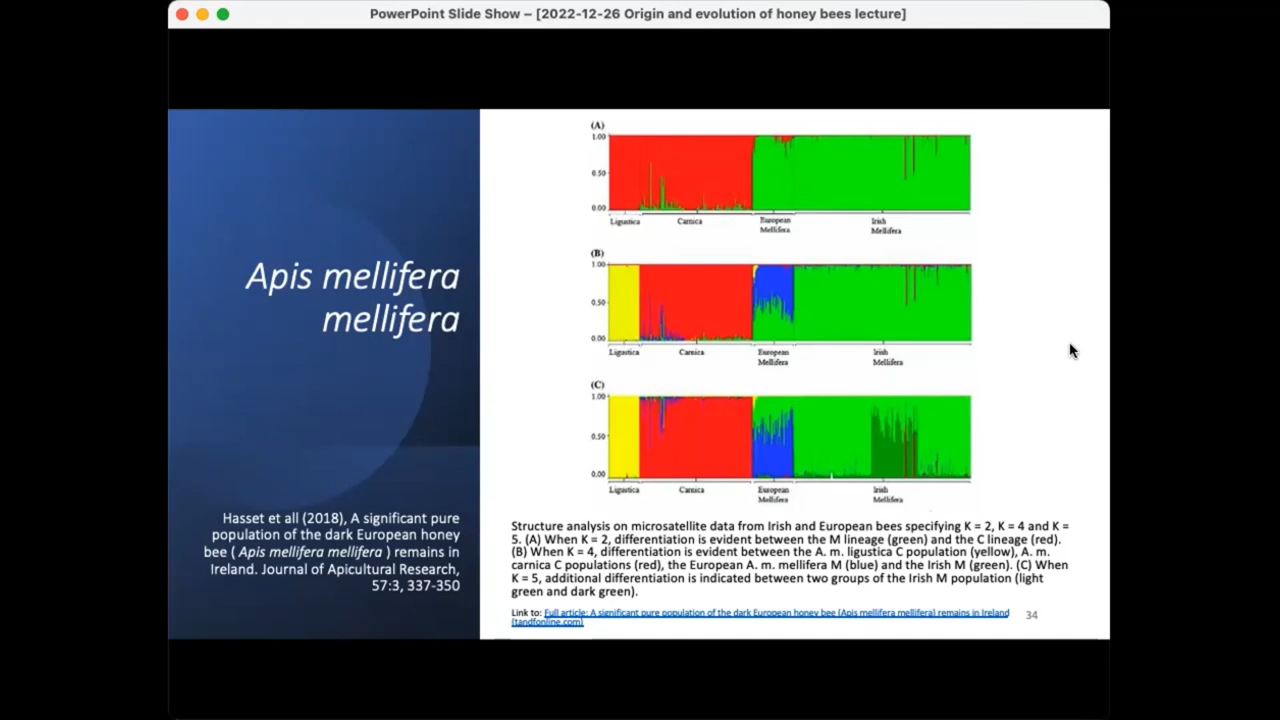 PowerPoint Slide Show – [2022-12-26 Origin and evolution of honey bees lecture]
Apis mellifera
mellifera
Hasset et all (2018), A significant pure
population of the dark European honey
bee ( Apis mellifera mellifera ) remains in
Ireland. Journal of Apicultural Research,
57:3, 337-350
(A)
1.00
0.50
0.00
Ligustica Carnica European Irish
Mellifera Mellifera
(B)
1.00
0.50
0.00
Ligustica Carnica European Irish
Mellifera Mellifera
(C)
1.00
0.50
0.00
Ligustica Carnica European Irish
Mellifera Mellifera
Structure analysis on microsatellite data from Irish and European bees specifying K = 2, K = 4 and K =
5. (A) When K = 2, differentiation is evident between the M lineage (green) and the C lineage (red).
(B) When K = 4, differentiation is evident between the A. m. ligustica C population (yellow), A. m.
carnica C populations (red), the European A. m. mellifera M (blue) and the Irish M (green). (C) When
K = 5, additional differentiation is indicated between two groups of the Irish M population (light
green and dark green).
Link to: Full article: A significant pure population of the dark European honey bee (Apis mellifera mellifera) remains in Ireland
[tandfonline.com]
34